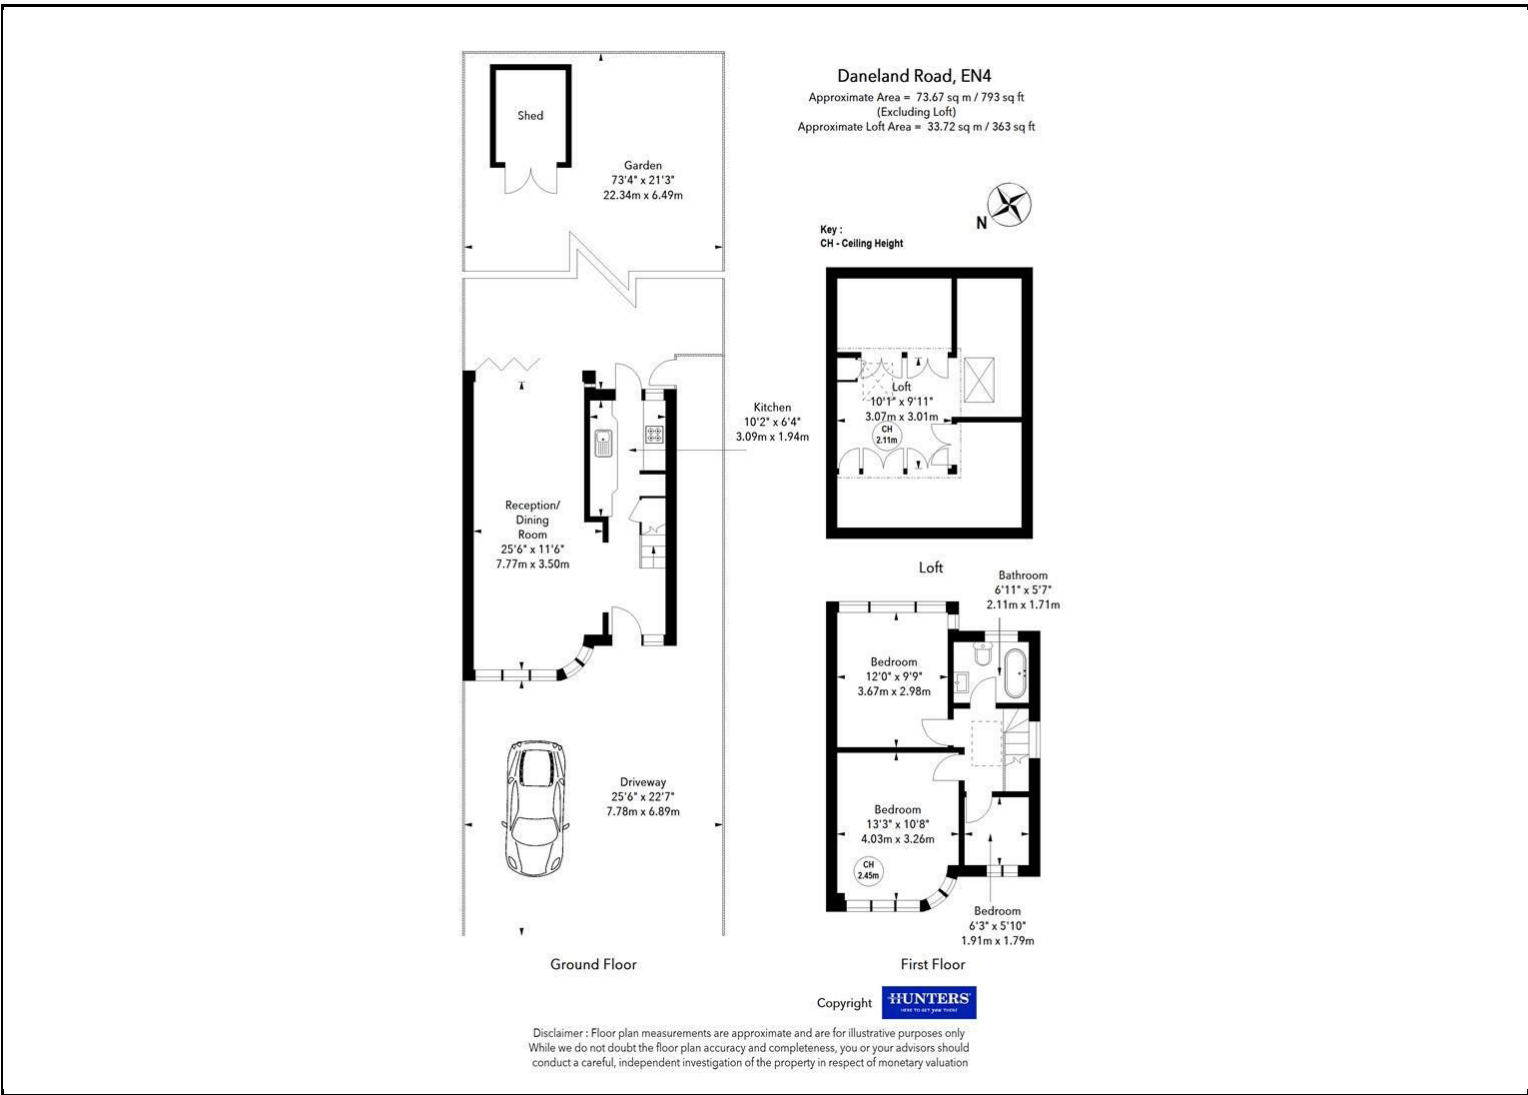 Daneland Road, EN4
Approximate Area = 73.67 sq m / 793 sq ft
(Excluding Loft)
Approximate Loft Area = 33.72 sq m / 363 sq ft
Shed
Garden
73'4" x 21'3"
22.34m x 6.49m
N
Key :
CH - Ceiling Height
Loft
10'1" x 9'11"
3.07m x 3.01m
CH
2.11m
Kitchen
10'2" x 6'4"
3.09m x 1.94m
Reception/
Dining
Room
25'6" x 11'6"
7.77m x 3.50m
Loft
Bathroom
6'11" x 5'7"
2.11m x 1.71m
Bedroom
12'0" x 9'9"
3.67m x 2.98m
Driveway
25'6" x 22'7"
7.78m x 6.89m
Bedroom
13'3" x 10'8"
4.03m x 3.26m
CH
2.45m
Bedroom
6'3" x 5'10"
1.91m x 1.79m
Ground Floor
First Floor
Copyright
HUNTERS
HERE TO GET you THERE
Disclaimer : Floor plan measurements are approximate and are for illustrative purposes only
While we do not doubt the floor plan accuracy and completeness, you or your advisors should
conduct a careful, independent investigation of the property in respect of monetary valuation